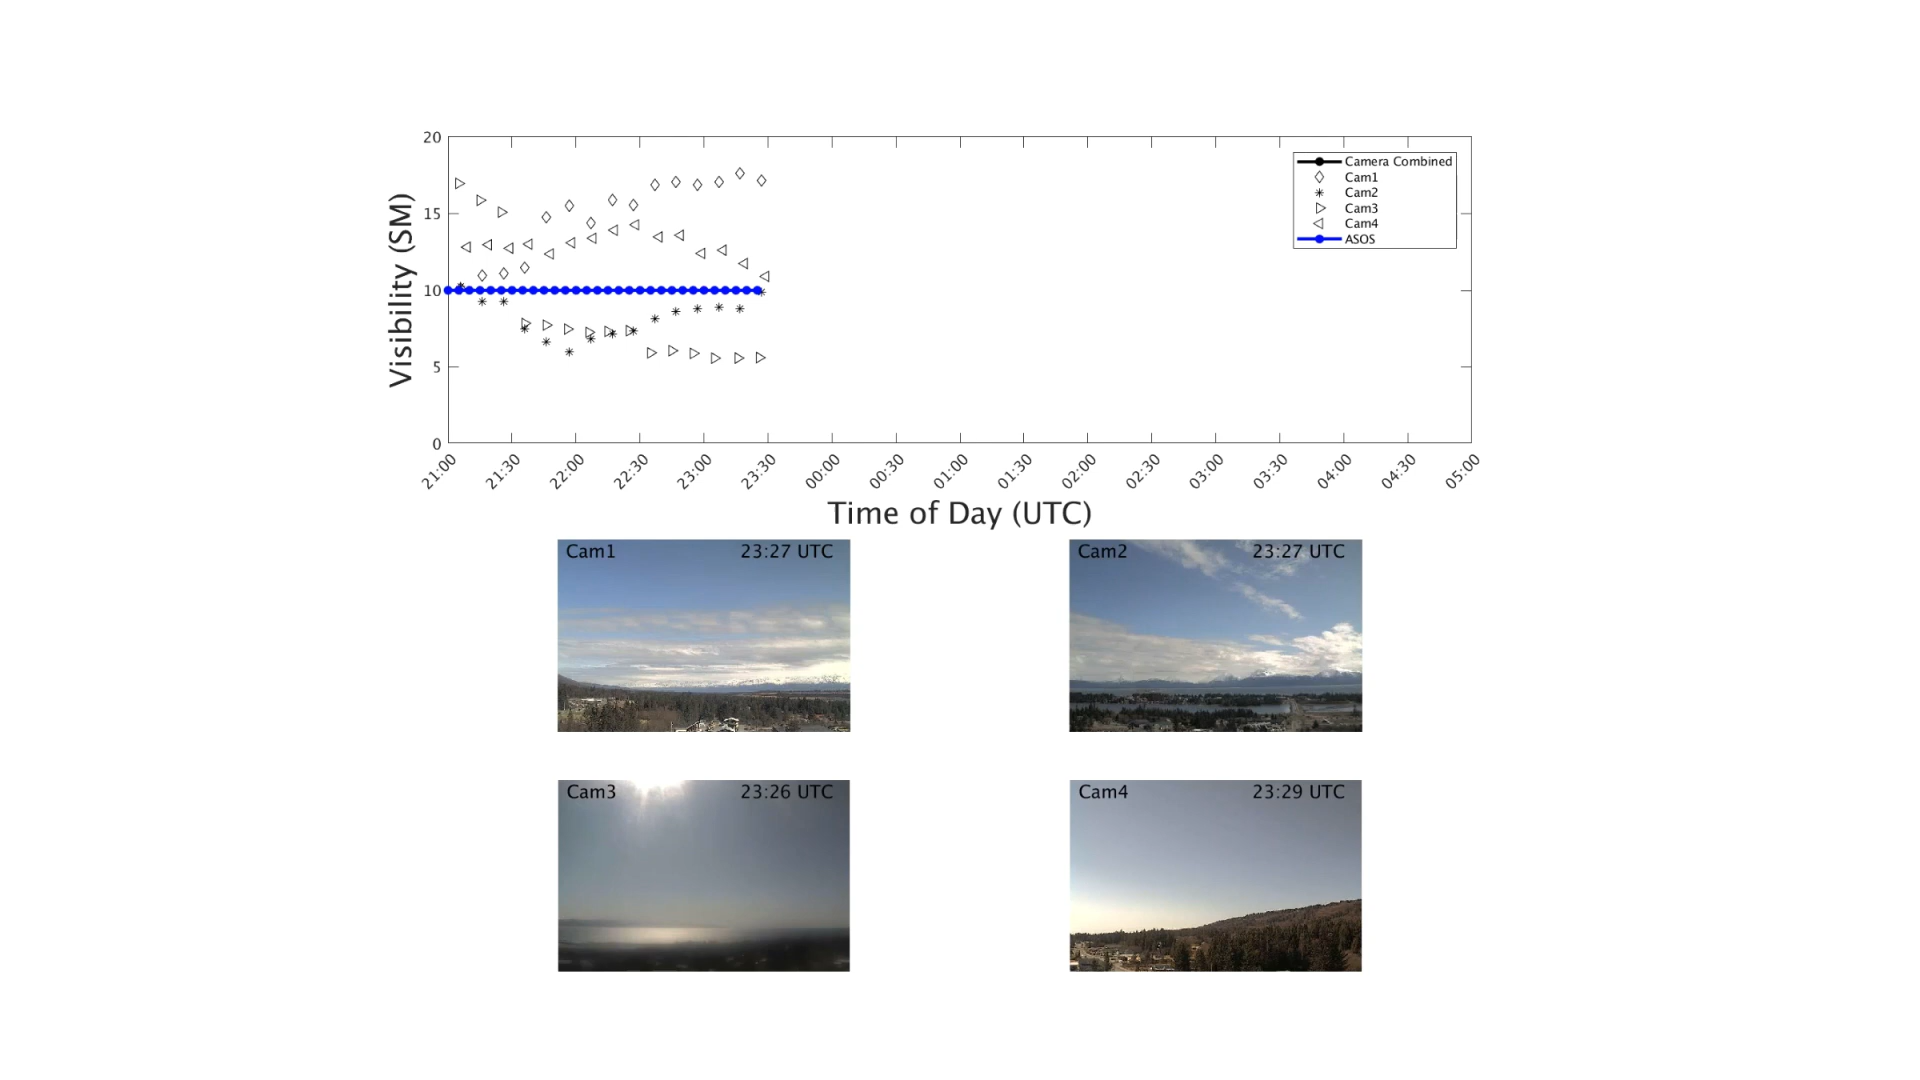 20
15
10
5
0
Visibility (SM)
Camera Combined
Cam1
Cam2
Cam3
Cam4
ASOS
21:00 21:30 22:00 22:30 23:00 23:30 00:00 00:30 01:00 01:30 02:00 02:30 03:00 03:30 04:00 04:30 05:00
Time of Day (UTC)
Cam1 23:27 UTC
Cam2 23:27 UTC
Cam3 23:26 UTC
Cam4 23:29 UTC